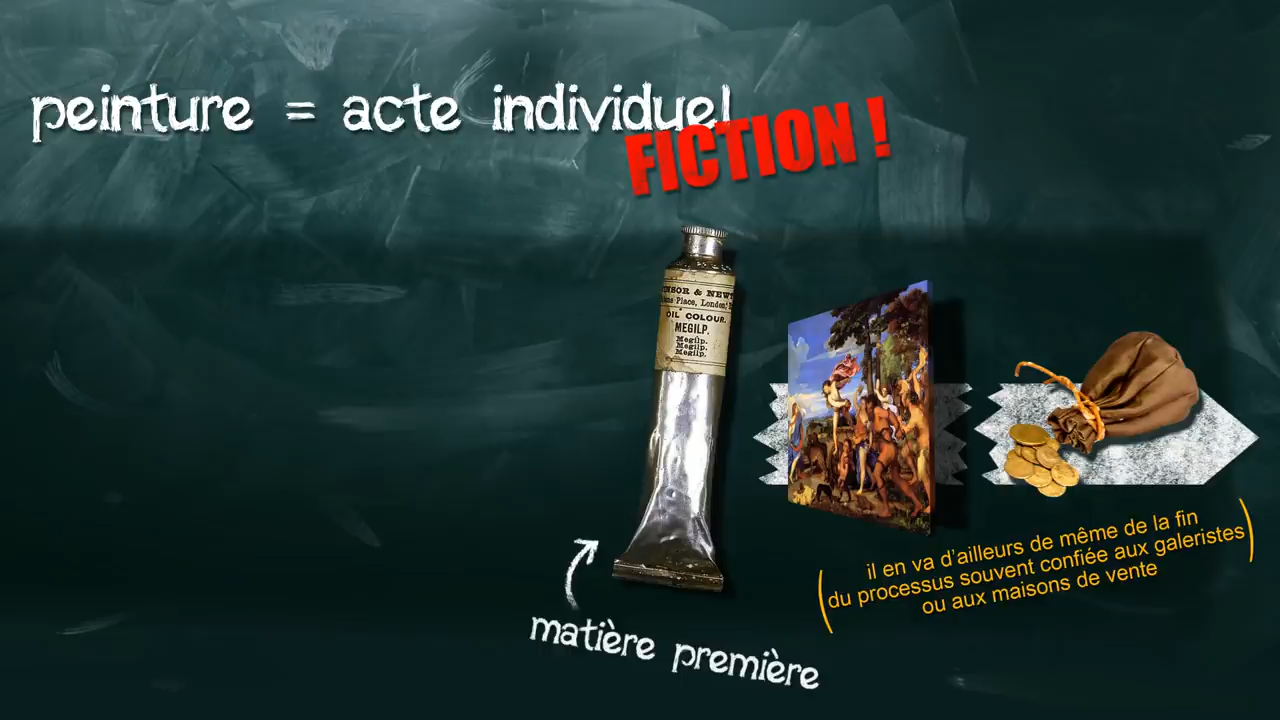 peinture = acte individuel
FICTION !
OIL COLOUR.
MEGILP.
Megilp.
Megilp.
Megilp.
il en va d'ailleurs de même de la fin
du processus souvent confiée aux galeristes
ou aux maisons de vente
matière première